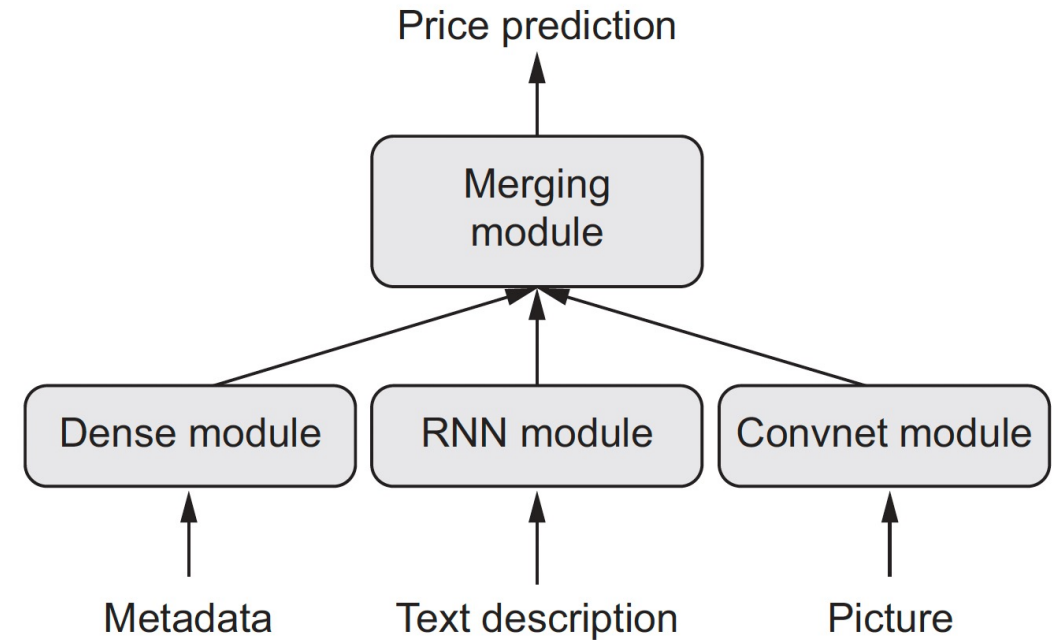 Price prediction
Merging
module
Dense module
RNN module
Convnet module
Metadata
Text description
Picture